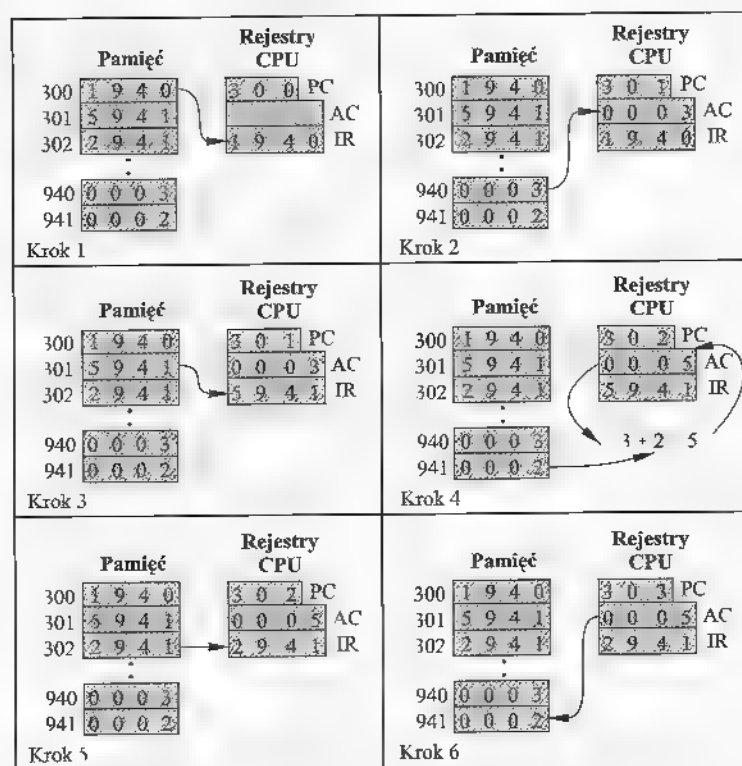 Pamięć
Rejestry
CPU
300 1 9 4 0
301 5 9 4 1
302 2 9 4 1
940 0 0 0 3
941 0 0 0 2
3 0 0 PC
AC
1 9 4 0 IR
Krok 1
Pamięć
Rejestry
CPU
300 1 9 4 0
301 5 9 4 1
302 2 9 4 1
940 0 0 0 3
941 0 0 0 2
3 0 1 PC
0 0 0 3 AC
1 9 4 0 IR
Krok 2
Pamięć
Rejestry
CPU
300 1 9 4 0
301 5 9 4 1
302 2 9 4 1
940 0 0 0 3
941 0 0 0 2
3 0 1 PC
0 0 0 3 AC
5 9 4 1 IR
Krok 3
Pamięć
Rejestry
CPU
300 1 9 4 0
301 5 9 4 1
302 2 9 4 1
940 0 0 0 3
941 0 0 0 2
3 0 2 PC
0 0 0 5 AC
5 9 4 1 IR
3 + 2 5
Krok 4
Pamięć
Rejestry
CPU
300 1 9 4 0
301 5 9 4 1
302 2 9 4 1
940 0 0 0 3
941 0 0 0 2
3 0 2 PC
0 0 0 5 AC
2 9 4 1 IR
Krok 5
Pamięć
Rejestry
CPU
300 1 9 4 0
301 5 9 4 1
302 2 9 4 1
940 0 0 0 3
941 0 0 0 2
3 0 3 PC
0 0 0 5 AC
2 9 4 1 IR
Krok 6